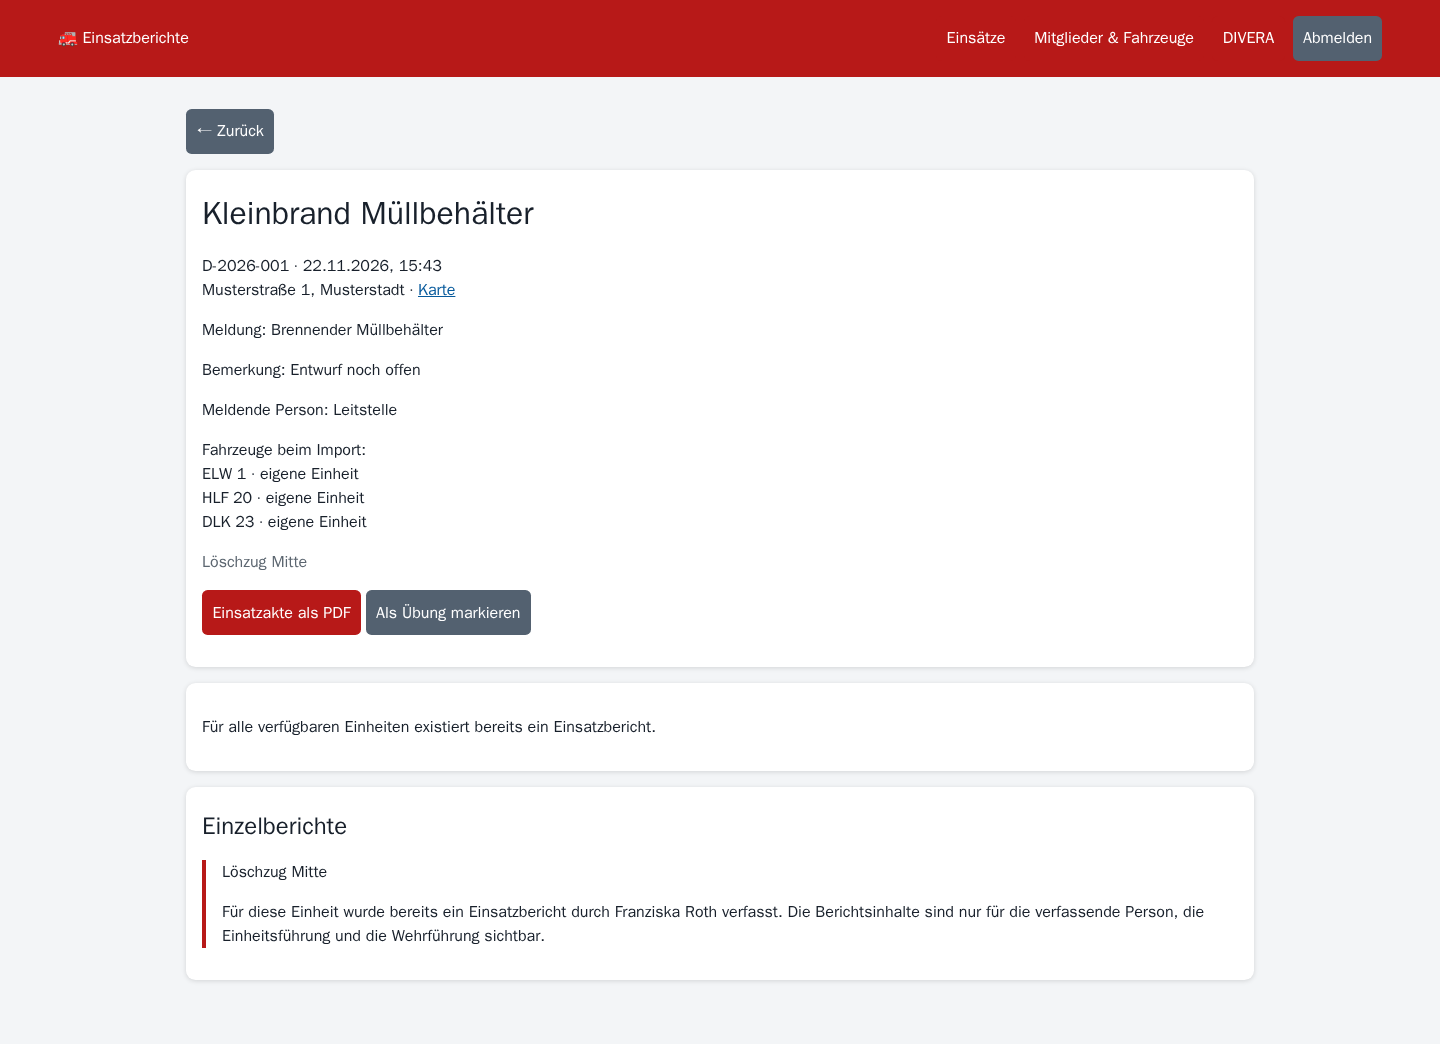 Einsatzberichte
Einsätze
Mitglieder & Fahrzeuge
DIVERA
Abmelden
← Zurück
Kleinbrand Müllbehälter
D-2026-001 · 22.11.2026, 15:43
Musterstraße 1, Musterstadt · Karte
Meldung: Brennender Müllbehälter
Bemerkung: Entwurf noch offen
Meldende Person: Leitstelle
Fahrzeuge beim Import:
ELW 1 · eigene Einheit
HLF 20 · eigene Einheit
DLK 23 · eigene Einheit
Löschzug Mitte
Einsatzakte als PDF
Als Übung markieren
Für alle verfügbaren Einheiten existiert bereits ein Einsatzbericht.
Einzelberichte
Löschzug Mitte
Für diese Einheit wurde bereits ein Einsatzbericht durch Franziska Roth verfasst. Die Berichtsinhalte sind nur für die verfassende Person, die
Einheitsführung und die Wehrführung sichtbar.